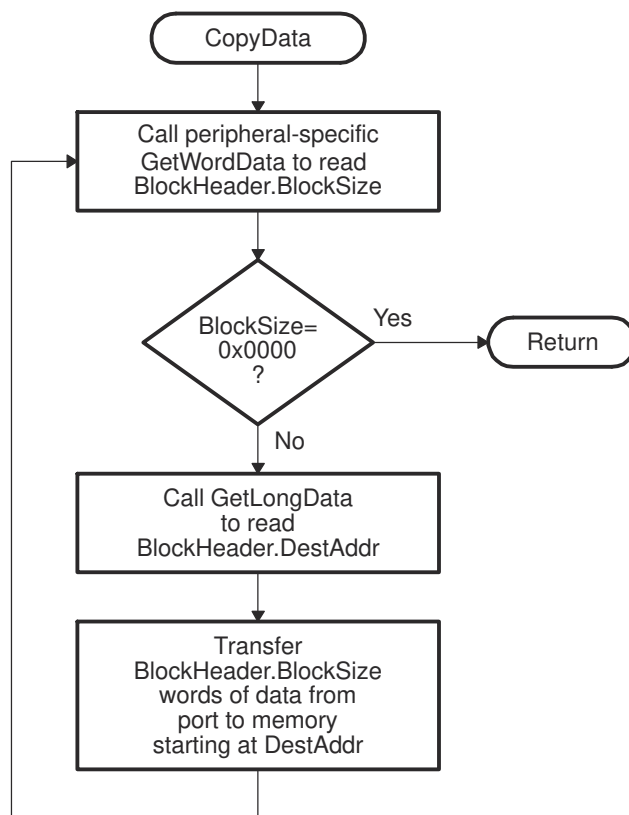 CopyData
Call peripheral-specific
GetWordData to read
BlockHeader.BlockSize
BlockSize=
0x0000
?
Yes
Return
No
Call GetLongData
to read
BlockHeader.DestAddr
Transfer
BlockHeader.BlockSize
words of data from
port to memory
starting at DestAddr